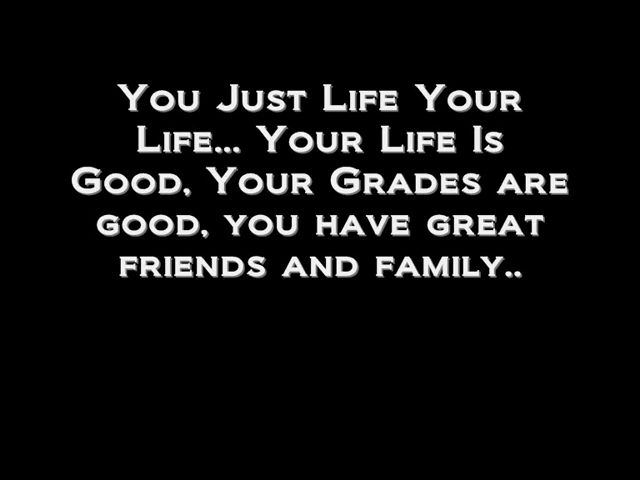 You Just Life Your
Life... Your Life Is
Good, Your Grades are
good, you have great
friends and family..